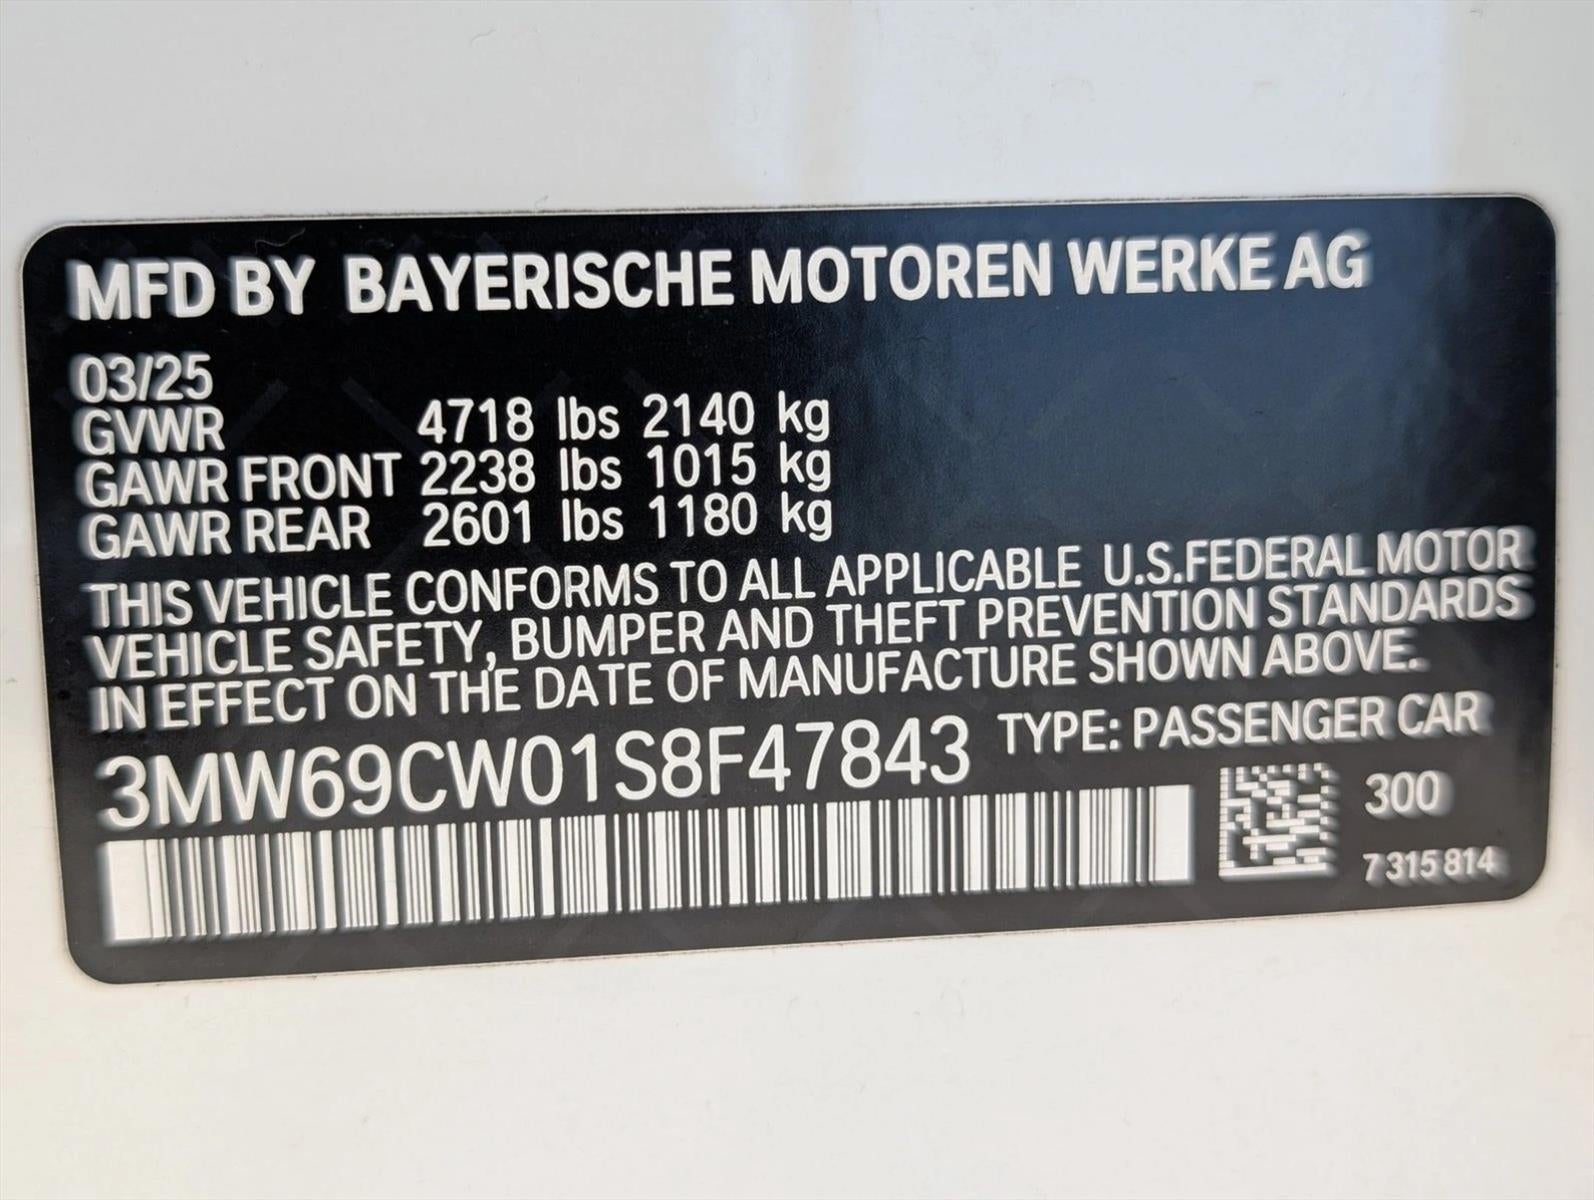 MFD BY BAYERISCHE MOTOREN WERKE AG
03/25
GVWR 4718 lbs 2140 kg
GAWR FRONT 2238 lbs 1015 kg
GAWR REAR 2601 lbs 1180 kg
THIS VEHICLE CONFORMS TO ALL APPLICABLE U.S.FEDERAL MOTOR
VEHICLE SAFETY, BUMPER AND THEFT PREVENTION STANDARDS
IN EFFECT ON THE DATE OF MANUFACTURE SHOWN ABOVE.
3MW69CW01S8F47843 TYPE: PASSENGER CAR
300
7 315 814